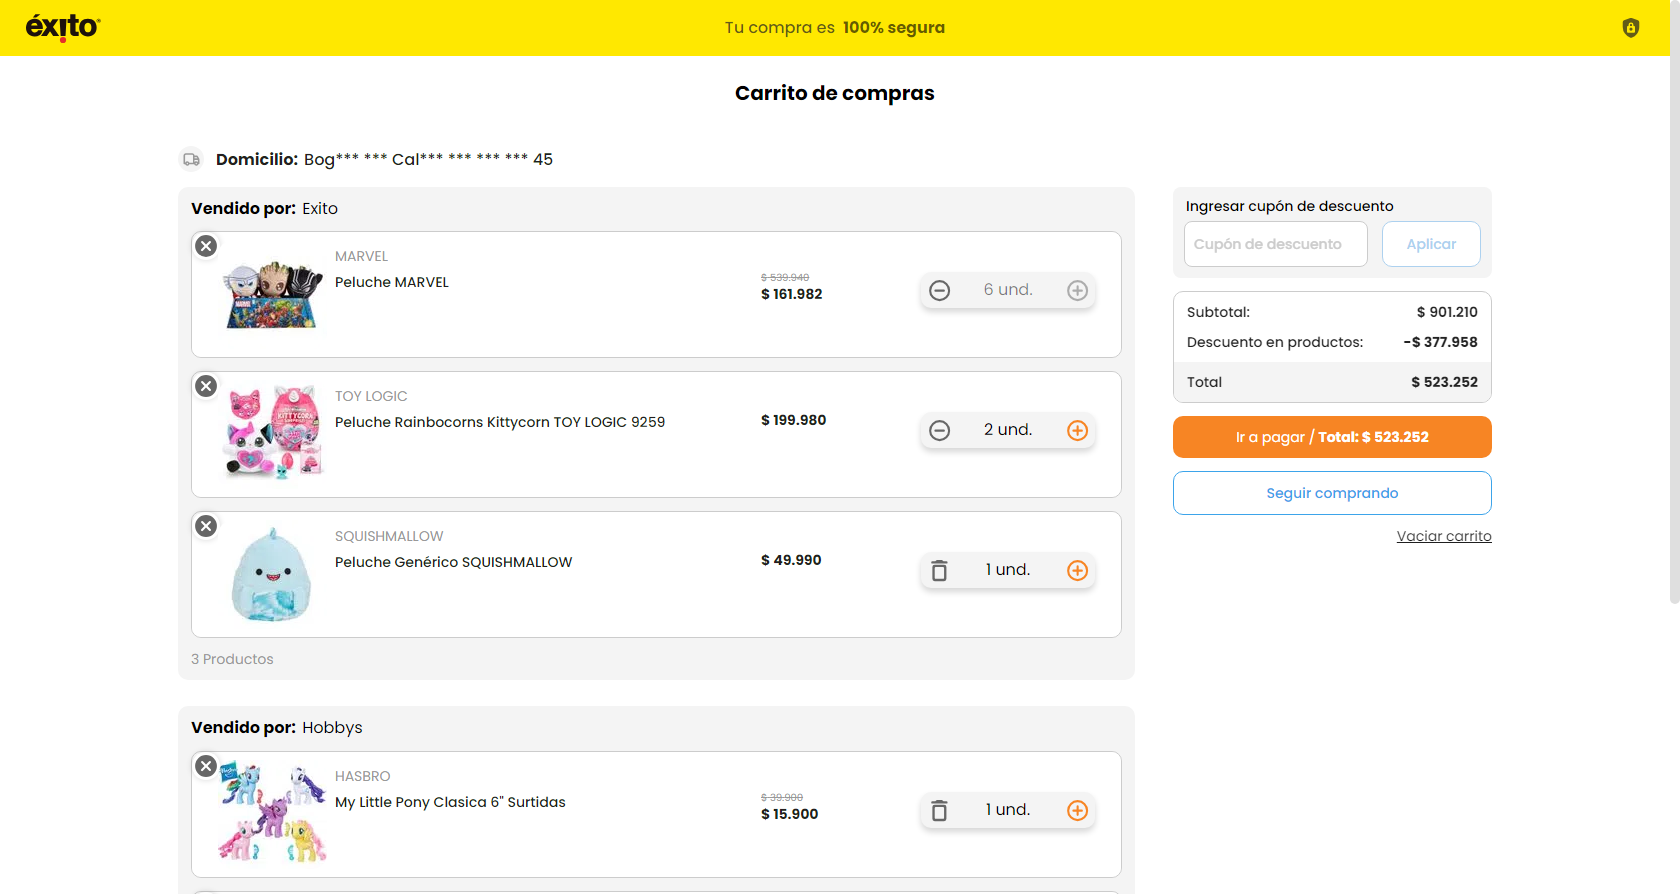 éxito
Tu compra es 100% segura
Carrito de compras
Domicilio: Bog*** *** Cal*** *** *** *** 45
Vendido por: Exito
MARVEL
Peluche MARVEL
$ 539.940
$ 161.982
6 und.
TOY LOGIC
Peluche Rainbocorns Kittycorn TOY LOGIC 9259
$ 199.980
2 und.
SQUISHMALLOW
Peluche Genérico SQUISHMALLOW
$ 49.990
1 und.
3 Productos
Vendido por: Hobbys
HASBRO
My Little Pony Clasica 6" Surtidas
$ 39.900
$ 15.900
1 und.
Ingresar cupón de descuento
Cupón de descuento
Aplicar
Subtotal: $ 901.210
Descuento en productos: -$ 377.958
Total $ 523.252
Ir a pagar / Total: $ 523.252
Seguir comprando
Vaciar carrito